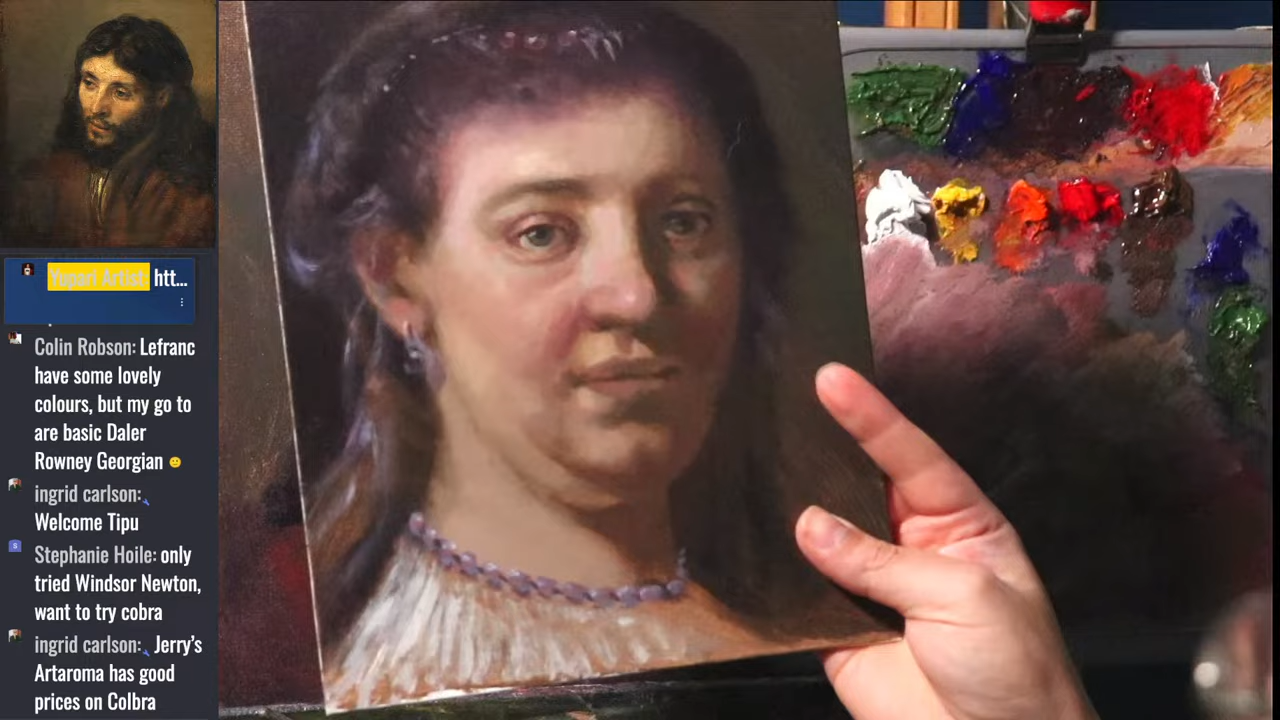 Yupari Artist htt...
Colin Robson: Lefranc
have some lovely
colours, but my go to
are basic Daler
Rowney Georgian
ingrid carlson:
Welcome Tipu
Stephanie Hoile: only
tried Windsor Newton,
want to try cobra
ingrid carlson: Jerry's
Artaroma has good
prices on Colbra